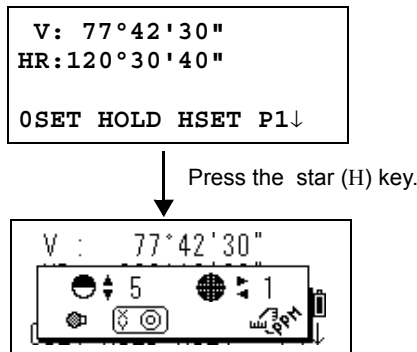 V: 77°42'30"
HR:120°30'40"
0SET HOLD HSET P1↓
Press the star (H) key.
V : 77°42'30"
5 1
PPM